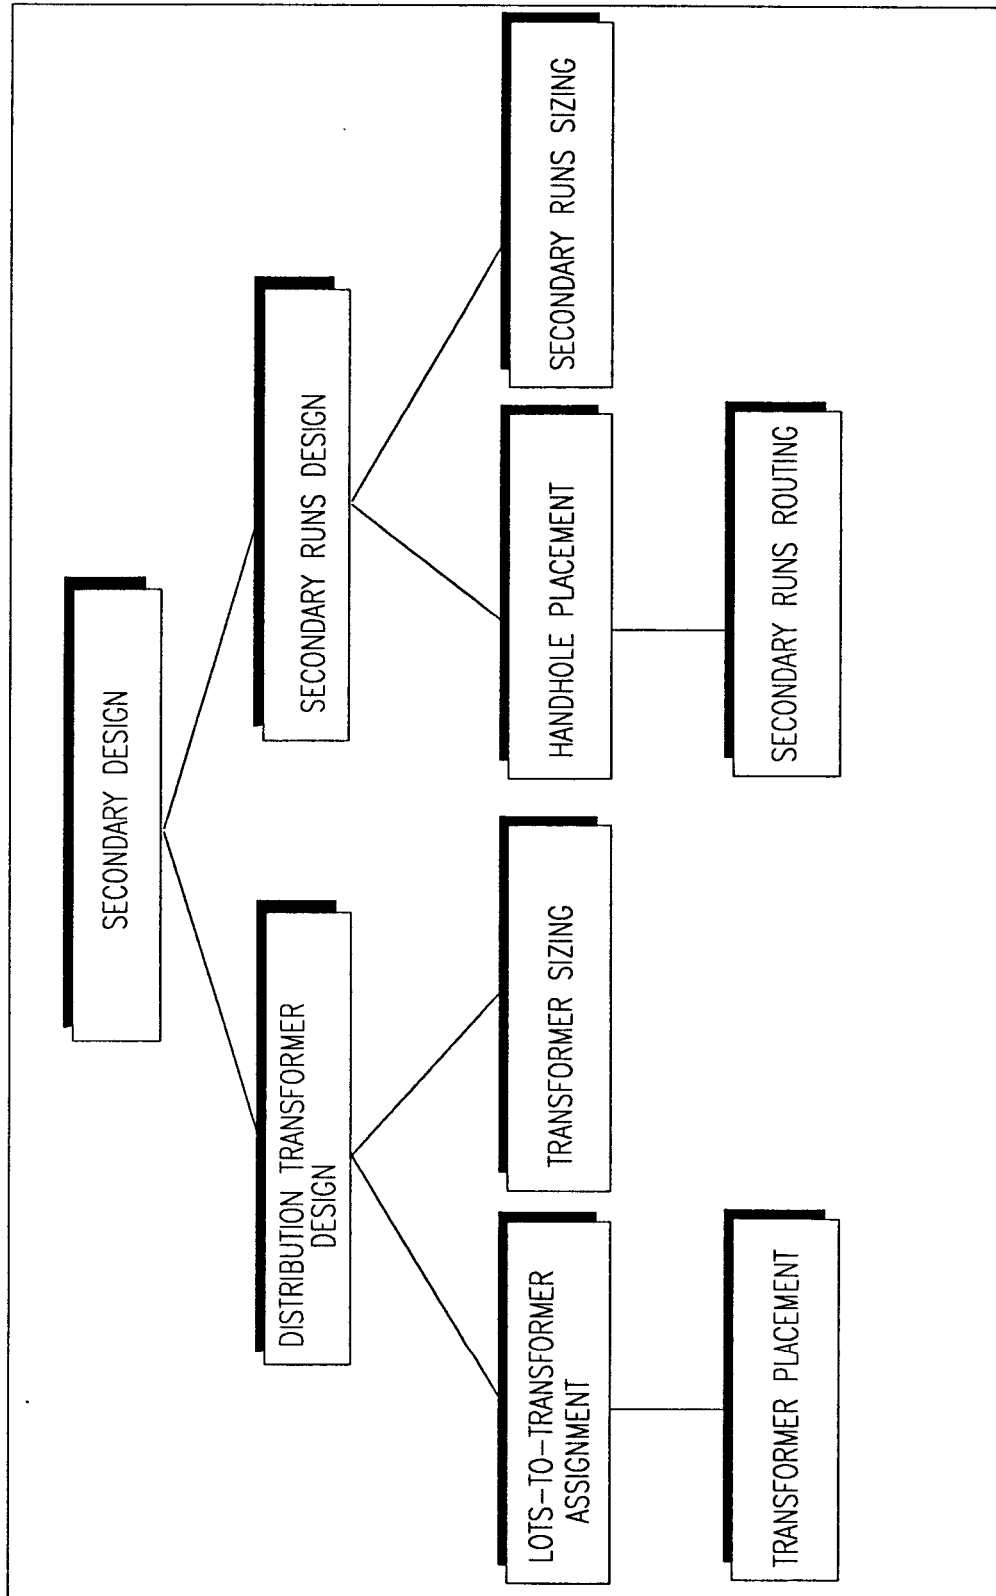 SECONDARY DESIGN
DISTRIBUTION TRANSFORMER
DESIGN
SECONDARY RUNS DESIGN
LOTS-TO-TRANSFORMER
ASSIGNMENT
TRANSFORMER SIZING
HANDHOLE PLACEMENT
SECONDARY RUNS SIZING
TRANSFORMER PLACEMENT
SECONDARY RUNS ROUTING